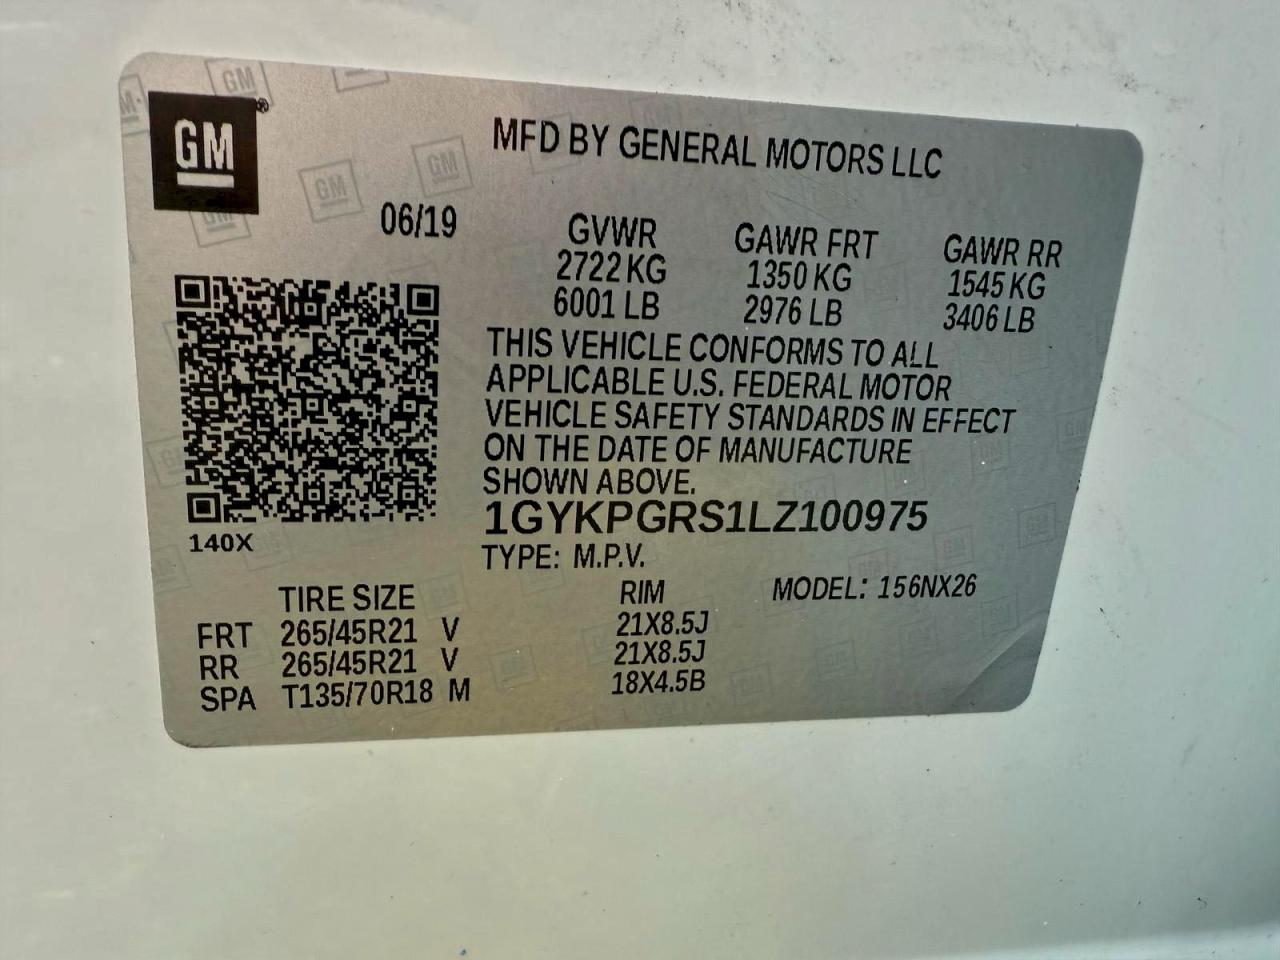 GM®
MFD BY GENERAL MOTORS LLC
06/19
GVWR GAWR FRT GAWR RR
2722 KG 1350 KG 1545 KG
6001 LB 2976 LB 3406 LB
THIS VEHICLE CONFORMS TO ALL
APPLICABLE U.S. FEDERAL MOTOR
VEHICLE SAFETY STANDARDS IN EFFECT
ON THE DATE OF MANUFACTURE
SHOWN ABOVE.
1GYKPGRS1LZ100975
140X
TYPE: M.P.V.
TIRE SIZE RIM MODEL: 156NX26
FRT 265/45R21 V 21X8.5J
RR 265/45R21 V 21X8.5J
SPA T135/70R18 M 18X4.5B